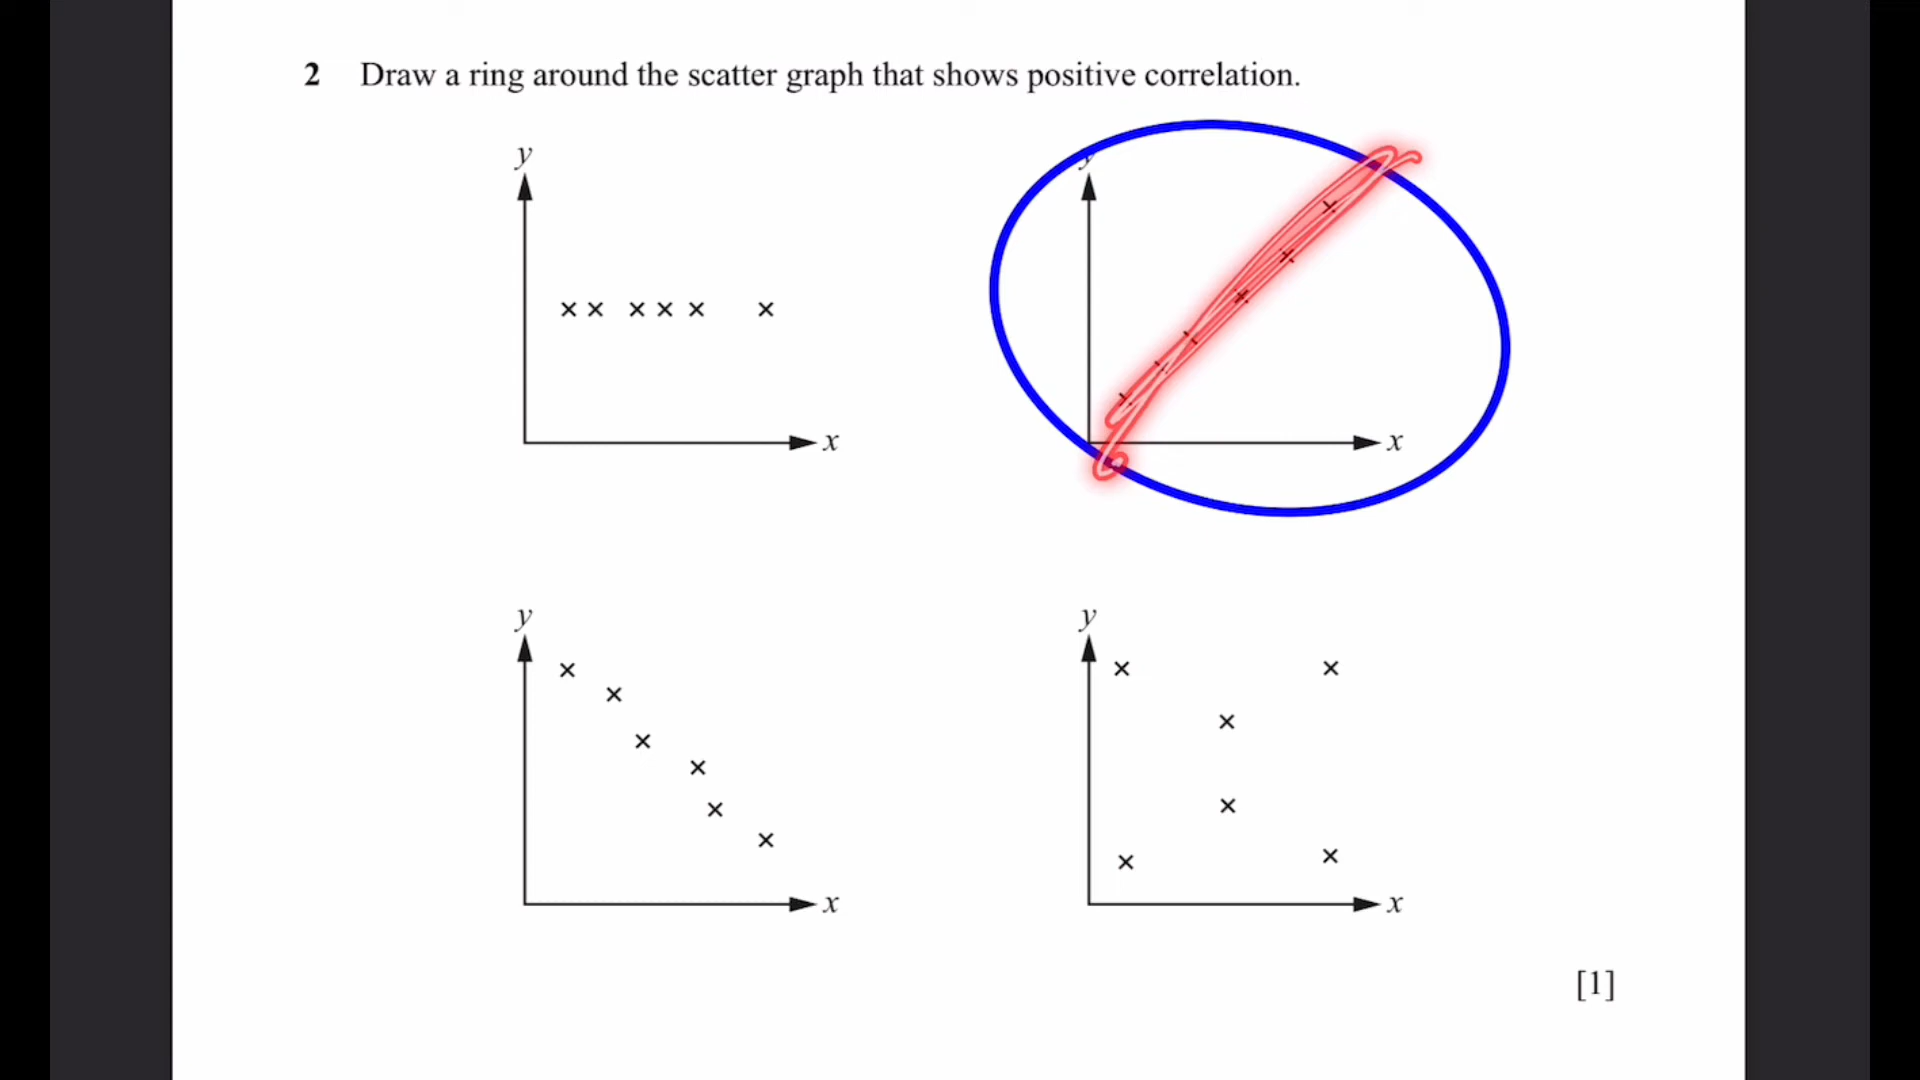 2 Draw a ring around the scatter graph that shows positive correlation.
y
y
x
x
y
y
x
x
[1]